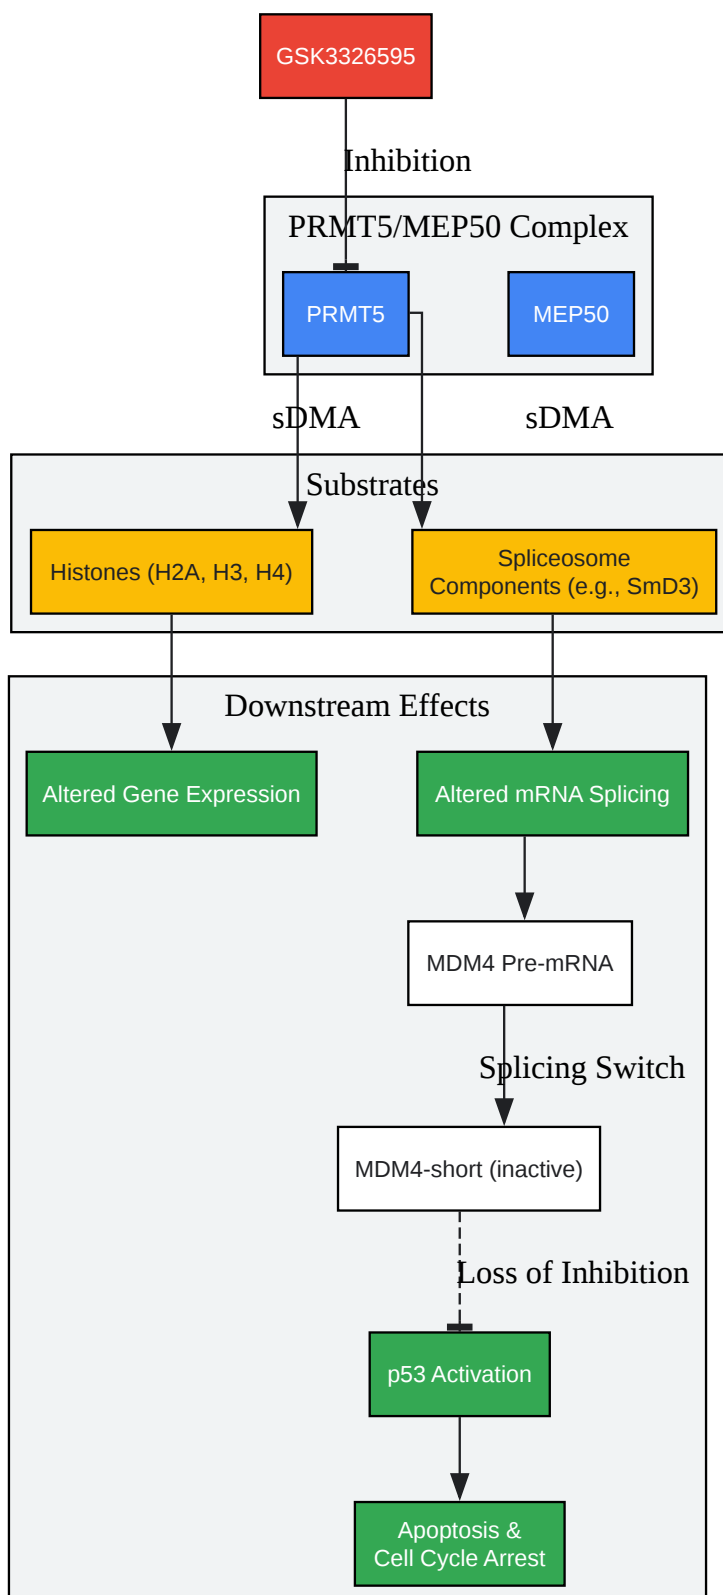 GSK3326595
Inhibition
PRMT5/MEP50 Complex
PRMT5
MEP50
sDMA
sDMA
Substrates
Histones (H2A, H3, H4)
Spliceosome
Components (e.g., SmD3)
Downstream Effects
Altered Gene Expression
Altered mRNA Splicing
MDM4 Pre-mRNA
Splicing Switch
MDM4-short (inactive)
Loss of Inhibition
p53 Activation
Apoptosis &
Cell Cycle Arrest